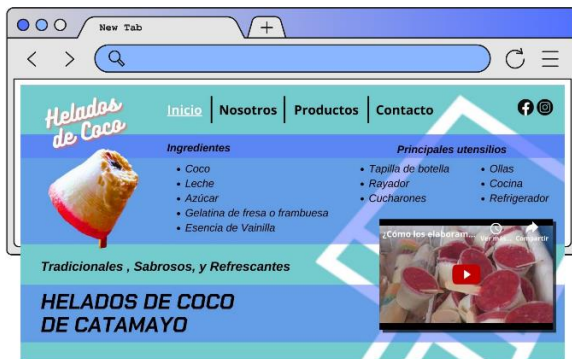 New Tab
Helados
de Coco
Inicio
Nosotros
Productos
Contacto
Ingredientes
• Coco
• Leche
• Azúcar
• Gelatina de fresa o frambuesa
• Esencia de Vainilla
Principales utensilios
• Tapilla de botella
• Rayador
• Cucharones
• Ollas
• Cocina
• Refrigerador
¿Cómo los elaboram...
Ver más...
Compartir
Tradicionales , Sabrosos, y Refrescantes
HELADOS DE COCO
DE CATAMAYO